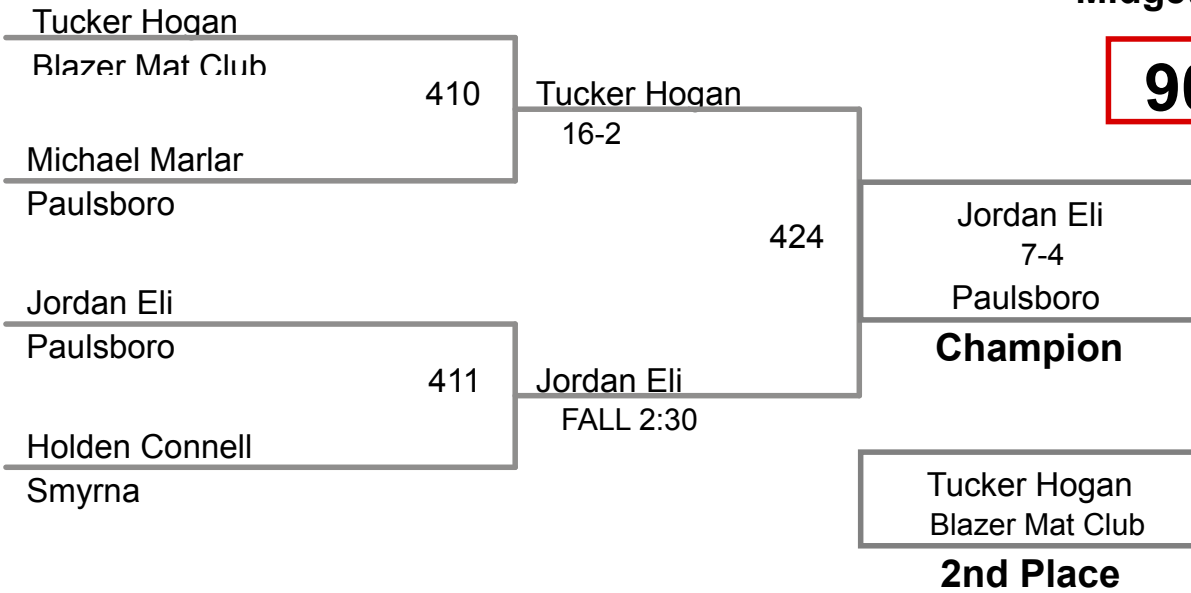 Tucker Hogan
Blazer Mat Club
410
Tucker Hogan
16-2
Michael Marlar
Paulsboro
424
Jordan Eli
7-4
Paulsboro
Champion
Jordan Eli
Paulsboro
411
Jordan Eli
FALL 2:30
Holden Connell
Smyrna
Tucker Hogan
Blazer Mat Club
2nd Place